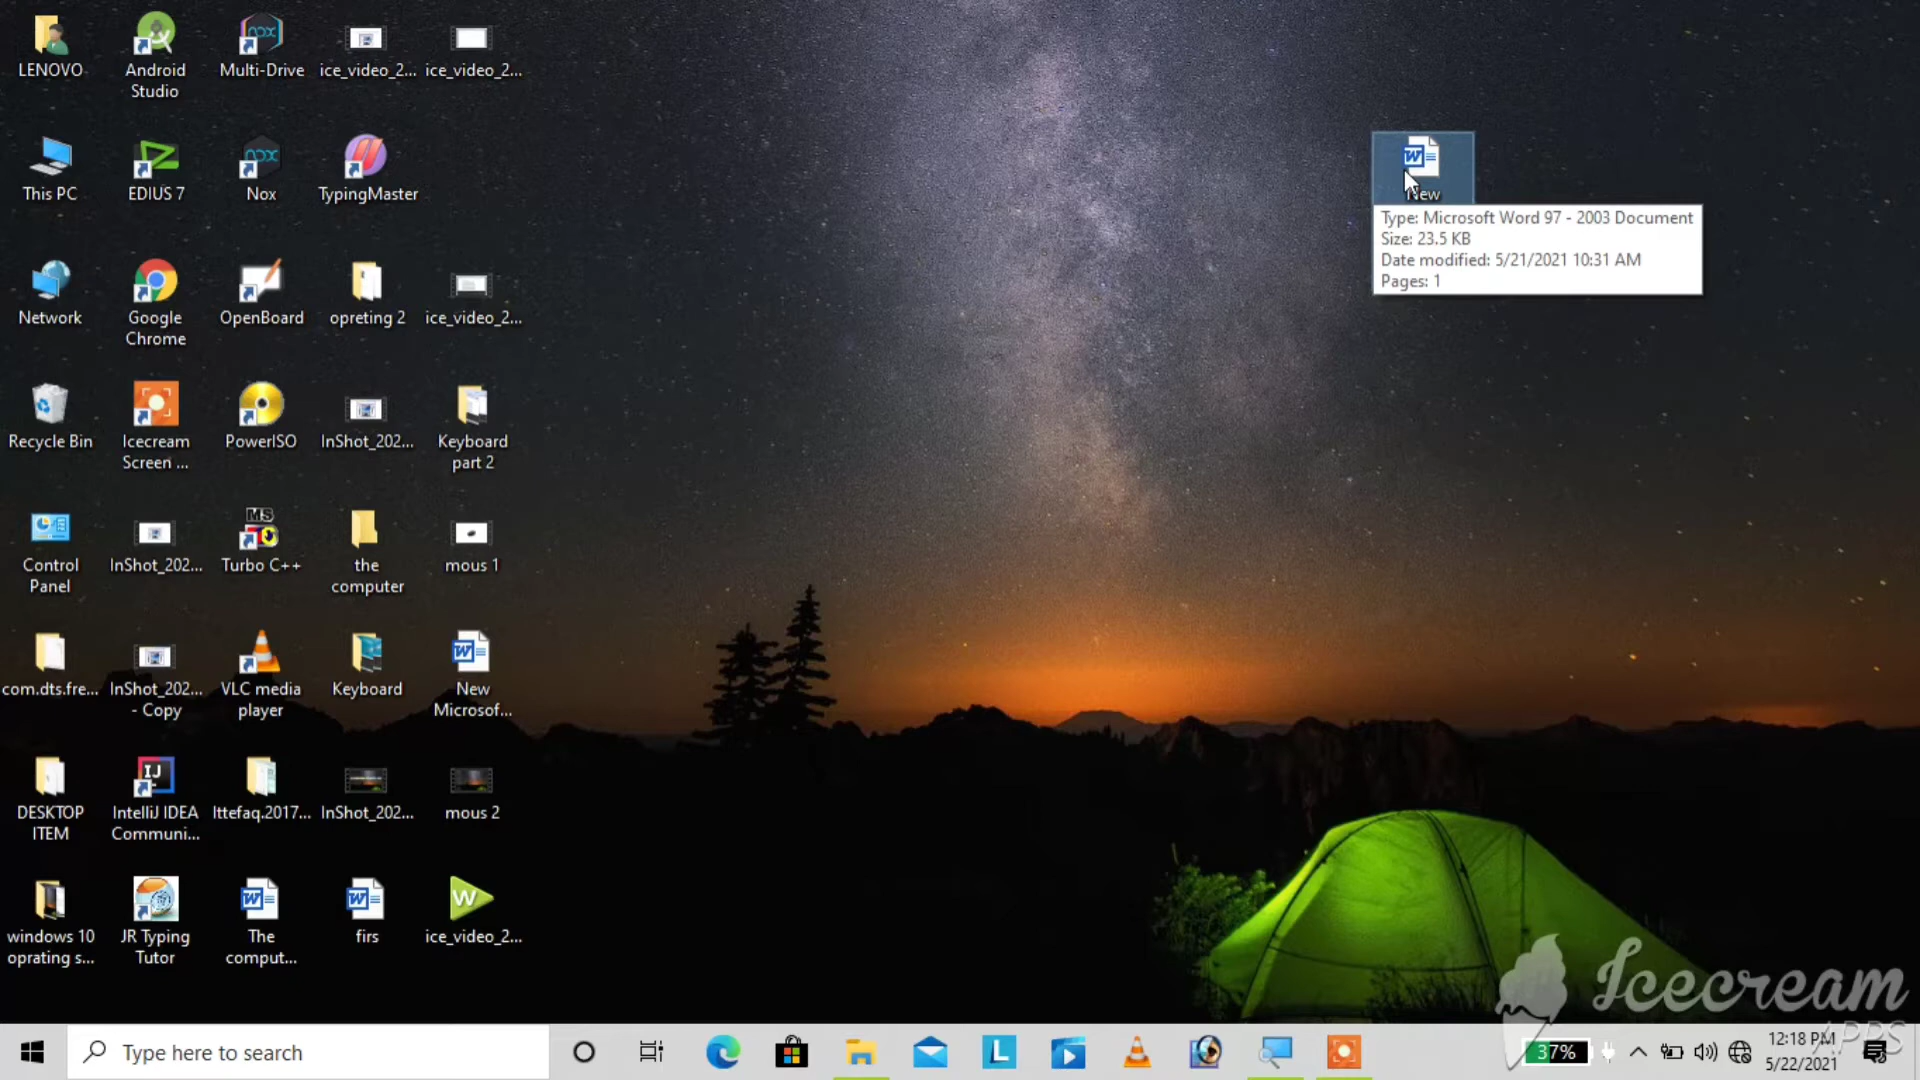 LENOVO
Android
Studio
Multi-Drive
ice_video_2...
ice_video_2...
This PC
EDIUS 7
Nox
TypingMaster
New
Type: Microsoft Word 97 - 2003 Document
Size: 23.5 KB
Date modified: 5/21/2021 10:31 AM
Pages: 1
Network
Google
Chrome
OpenBoard
opreting 2
ice_video_2...
Recycle Bin
Icecream
Screen ...
PowerISO
InShot_202...
Keyboard
part 2
Control
Panel
InShot_202...
MS
Turbo C++
the
computer
mous 1
com.dts.fre...
InShot_202...
- Copy
VLC media
player
Keyboard
New
Microsof...
DESKTOP
ITEM
IntelliJ IDEA
Communi...
Ittefaq.2017...
InShot_202...
mous 2
windows 10
oprating s...
JR Typing
Tutor
The
comput...
firs
ice_video_2...
Icecream
APPS
Type here to search
37%
12:18 PM
5/22/2021